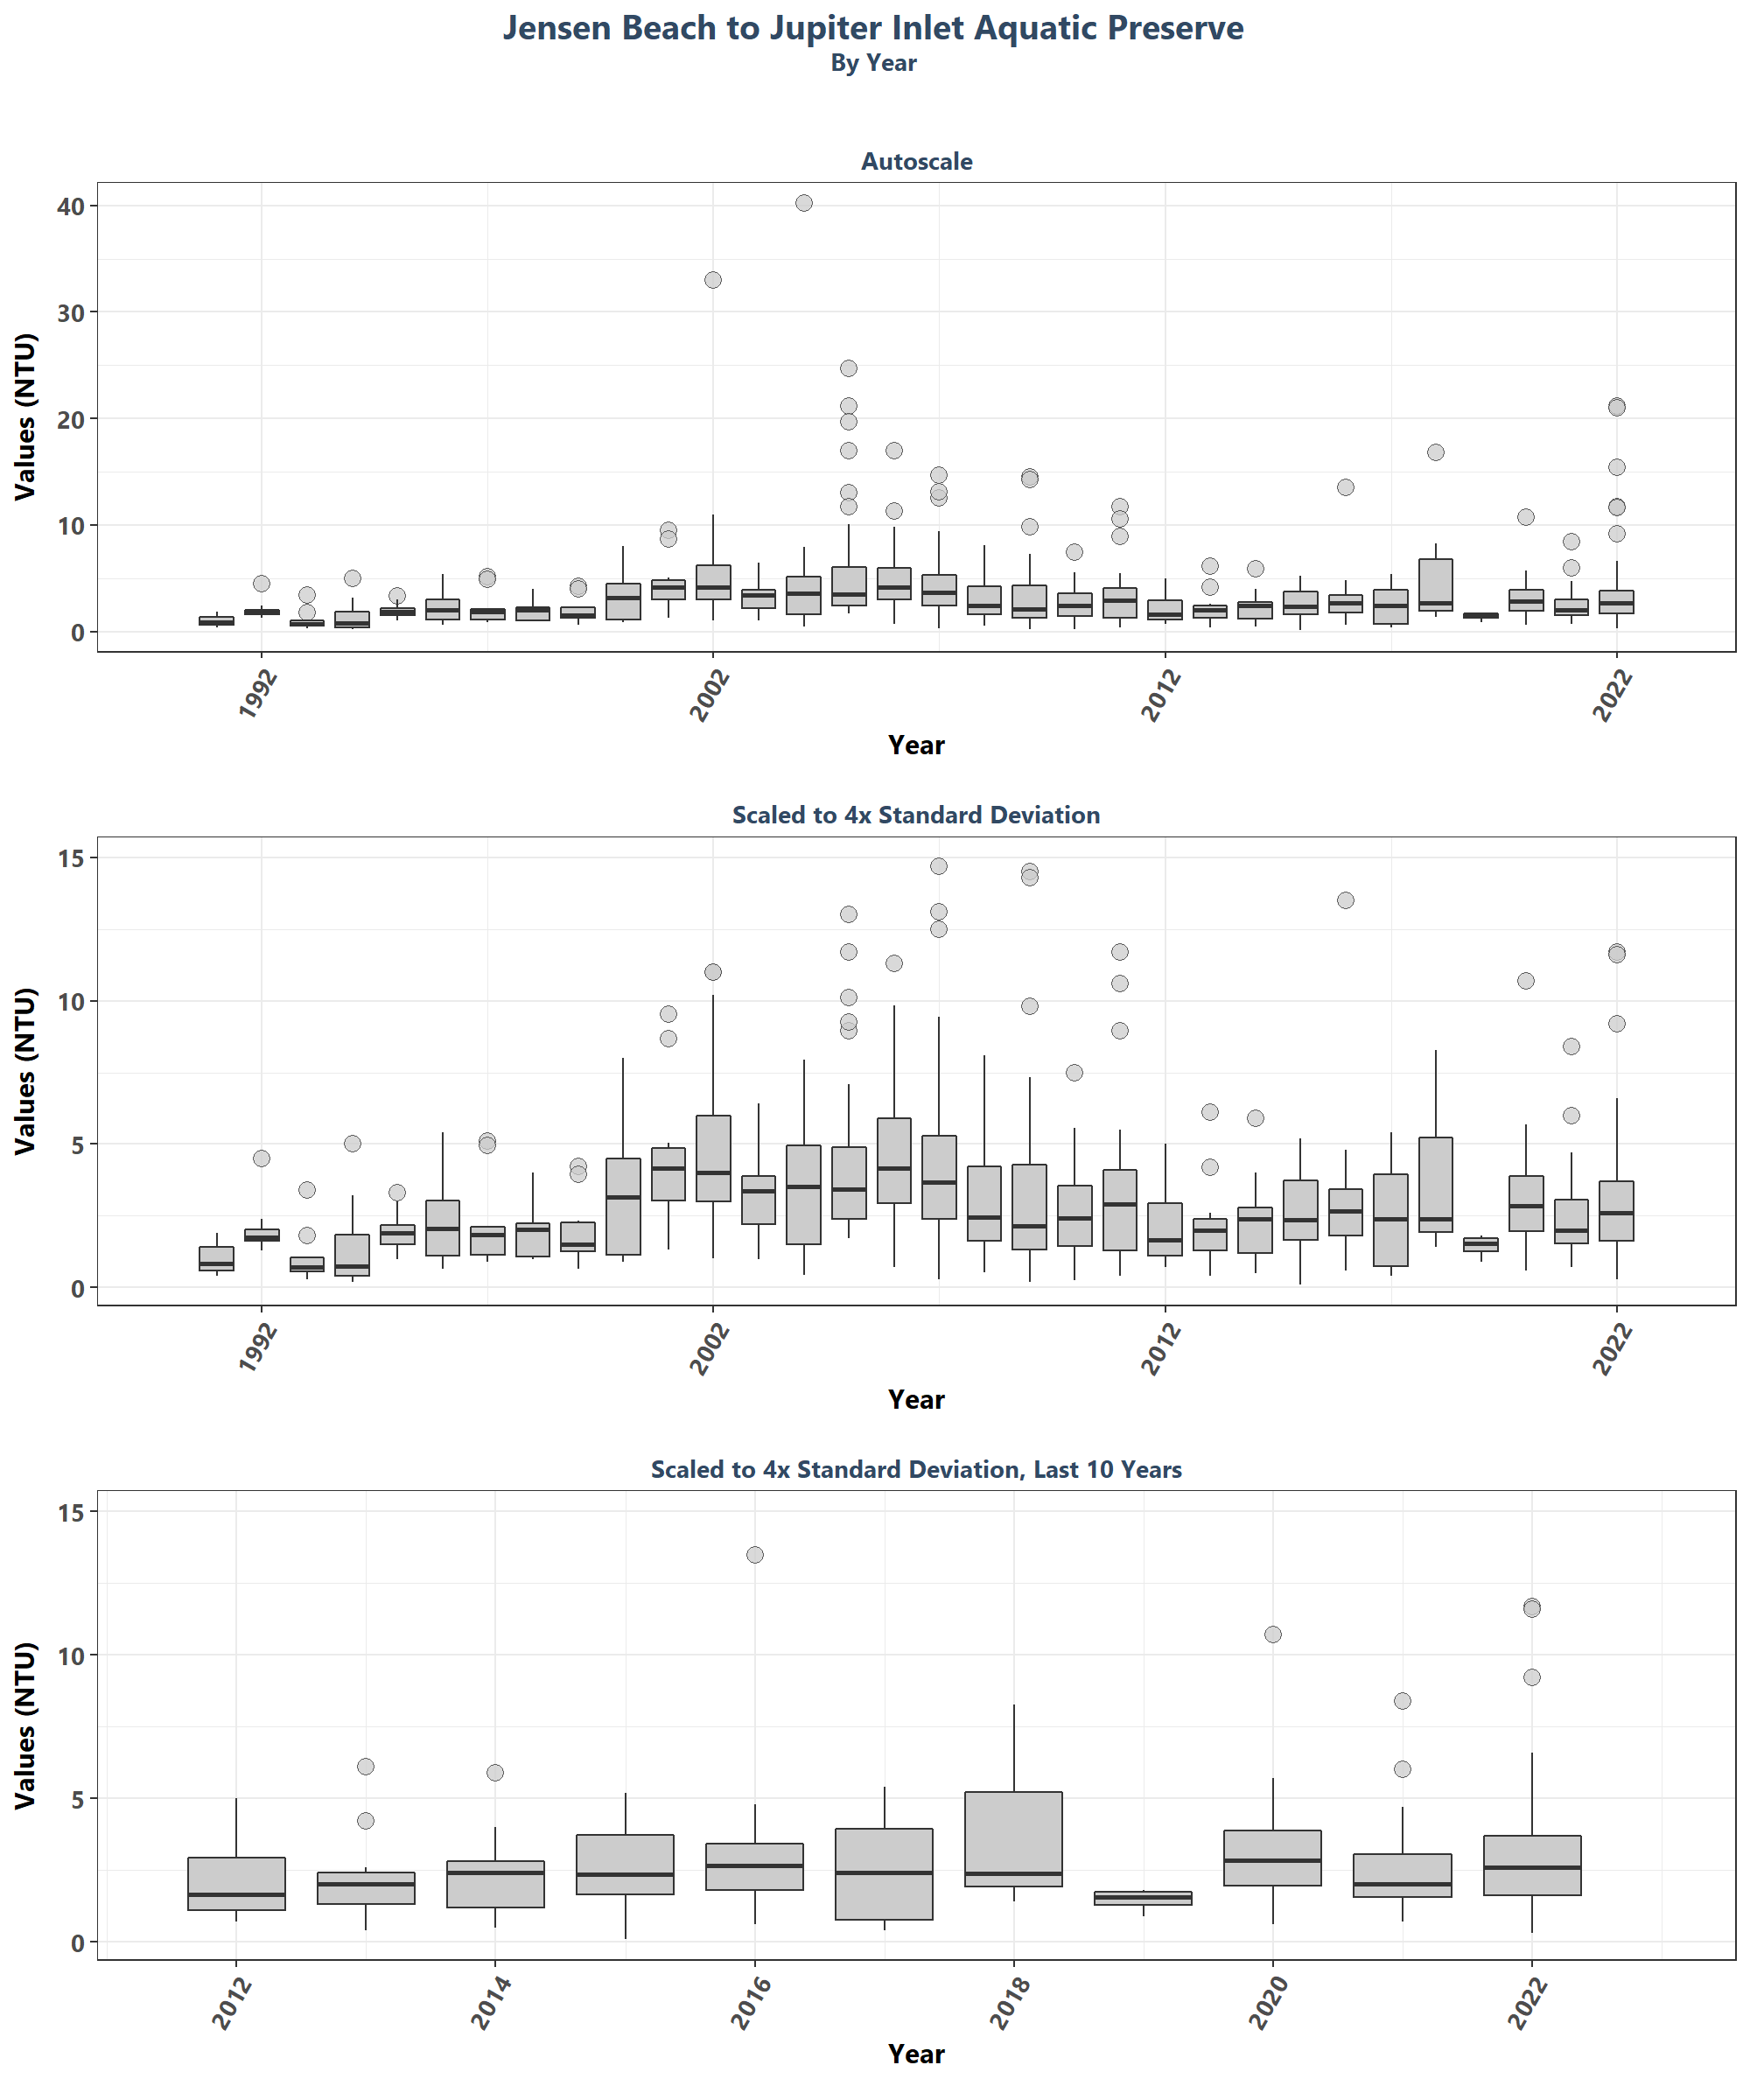 Jensen Beach to Jupiter Inlet Aquatic Preserve
By Year
Autoscale
Values (NTU)
40
30
20
10
0
1992
2002
2012
2022
Year
Scaled to 4x Standard Deviation
Values (NTU)
15
10
5
0
1992
2002
2012
2022
Year
Scaled to 4x Standard Deviation, Last 10 Years
Values (NTU)
15
10
5
0
2012
2014
2016
2018
2020
2022
Year